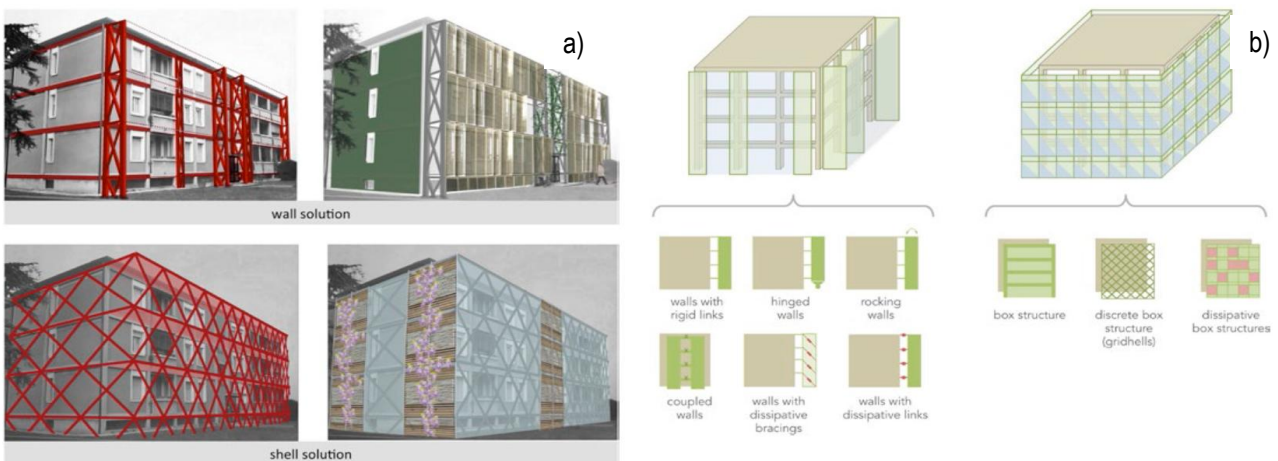 a)
wall solution
shell solution
b)
walls with
rigid links
hinged
walls
rocking
walls
coupled
walls
walls with
dissipative
bracings
walls with
dissipative links
box structure
discrete box
structure
(gridhells)
dissipative
box structures